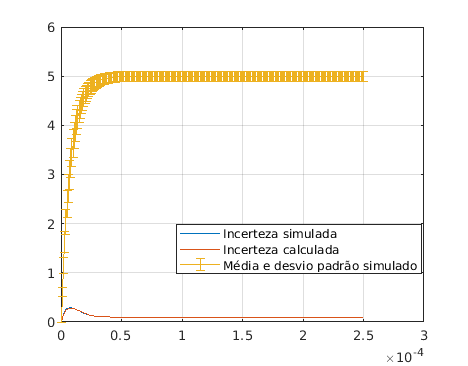 6
5
4
3
2
1
0
Incerteza simulada
Incerteza calculada
Média e desvio padrão simulado
0 0.5 1 1.5 2 2.5 3
×10⁻⁴